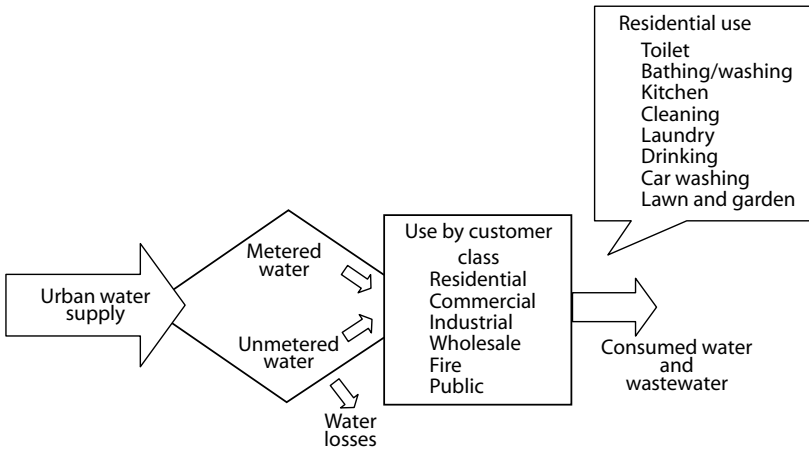 Urban water
supply
Metered
water
Unmetered
water
Water
losses
Use by customer
class
Residential
Commercial
Industrial
Wholesale
Fire
Public
Residential use
Toilet
Bathing/washing
Kitchen
Cleaning
Laundry
Drinking
Car washing
Lawn and garden
Consumed water
and
wastewater